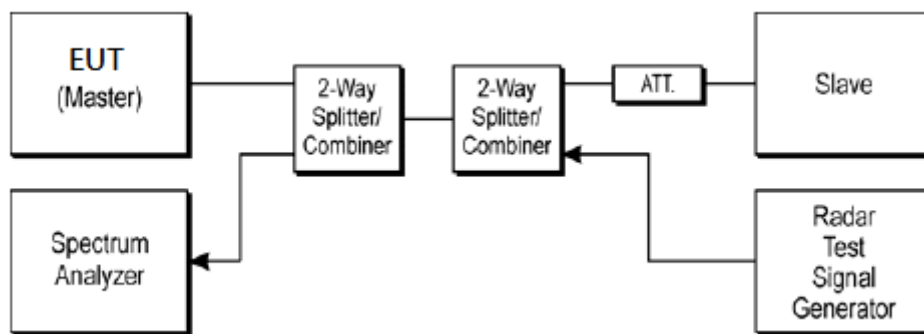 EUT
(Master)
2-Way
Splitter/
Combiner
2-Way
Splitter/
Combiner
ATT.
Slave
Spectrum
Analyzer
Radar
Test
Signal
Generator